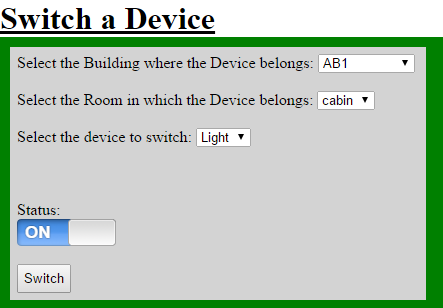 Switch a Device
Select the Building where the Device belongs: AB1
Select the Room in which the Device belongs: cabin
Select the device to switch: Light
Status:
ON
Switch